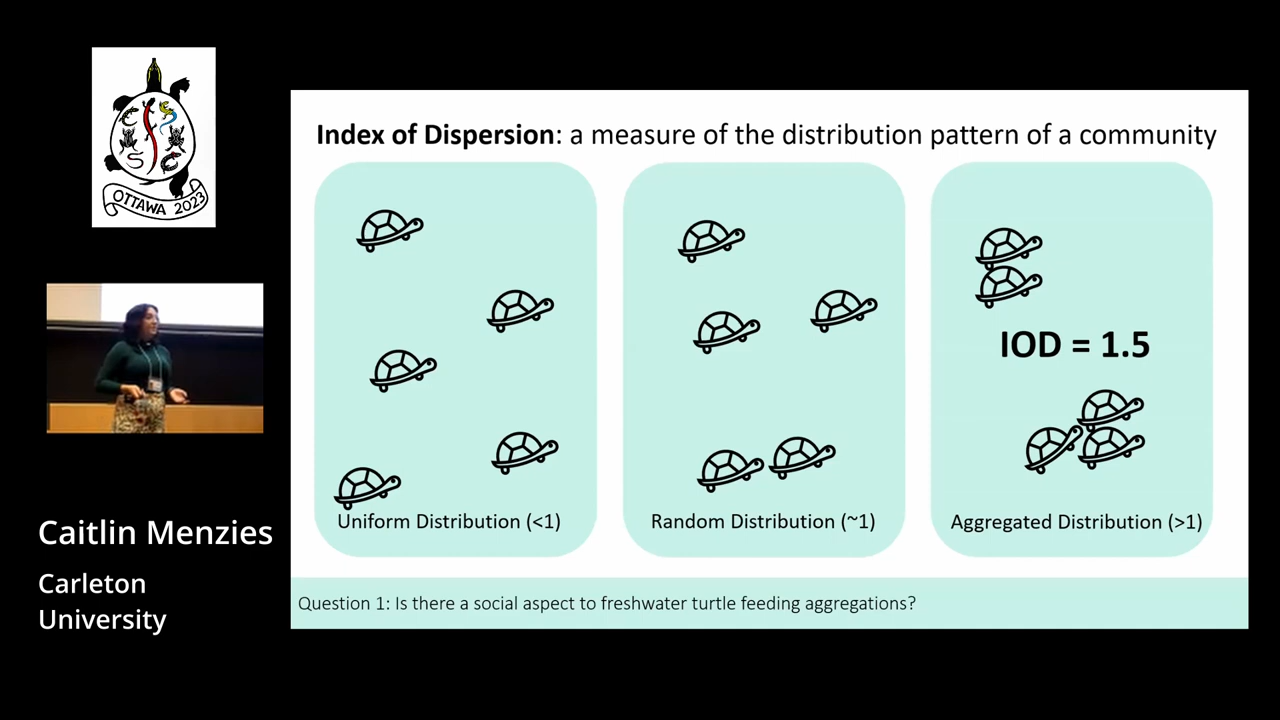 C
S
C
OTTAWA 2023
Index of Dispersion: a measure of the distribution pattern of a community
IOD = 1.5
Uniform Distribution (<1)
Random Distribution (~1)
Aggregated Distribution (>1)
Question 1: Is there a social aspect to freshwater turtle feeding aggregations?
Caitlin Menzies
Carleton
University